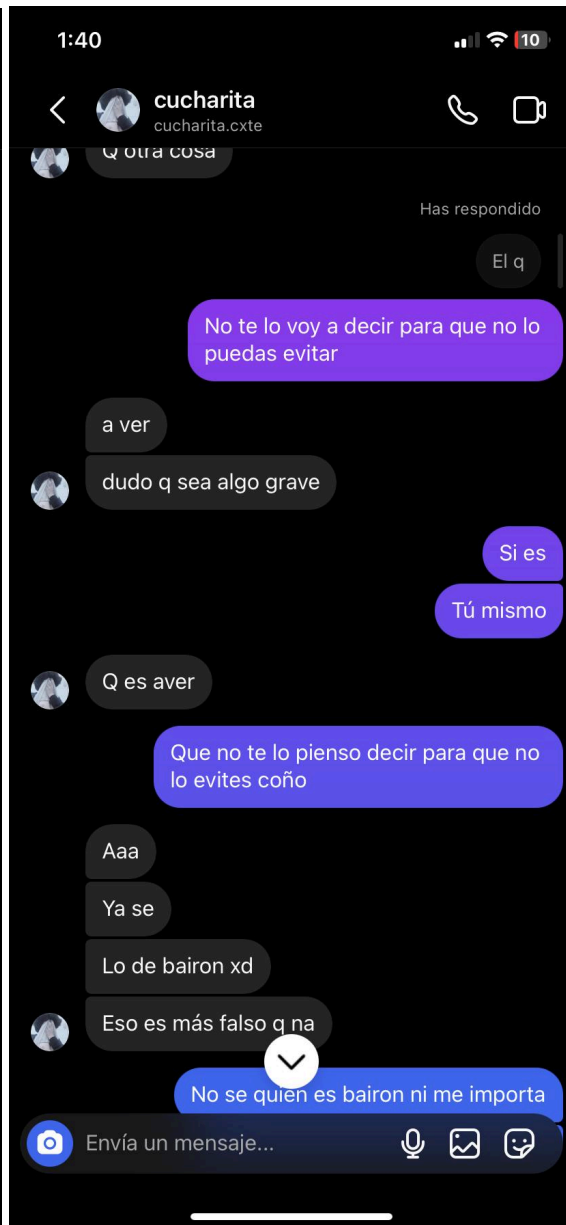 1:40
10
cucharita
cucharita.cxte
Q otra cosa
Has respondido
El q
No te lo voy a decir para que no lo
puedas evitar
a ver
dudo q sea algo grave
Si es
Tú mismo
Q es aver
Que no te lo pienso decir para que no
lo evites coño
Aaa
Ya se
Lo de bairon xd
Eso es más falso q na
No se quien es bairon ni me importa
Envía un mensaje...